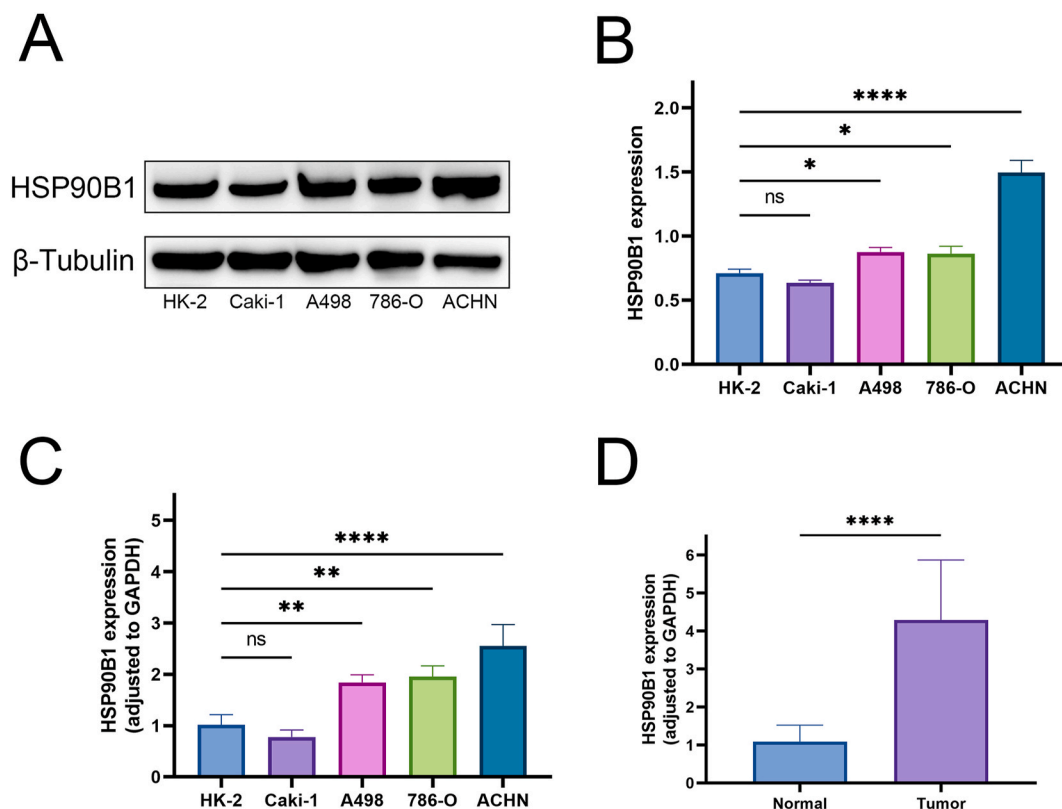 A
HSP90B1
β-Tubulin
HK-2 Caki-1 A498 786-O ACHN
B
HSP90B1 expression
2.0
1.5
1.0
0.5
0.0
****
*
*
ns
HK-2 Caki-1 A498 786-O ACHN
C
HSP90B1 expression
(adjusted to GAPDH)
5
4
3
2
1
0
****
**
**
ns
HK-2 Caki-1 A498 786-O ACHN
D
HSP90B1 expression
(adjusted to GAPDH)
6
5
4
3
2
1
0
****
Normal Tumor